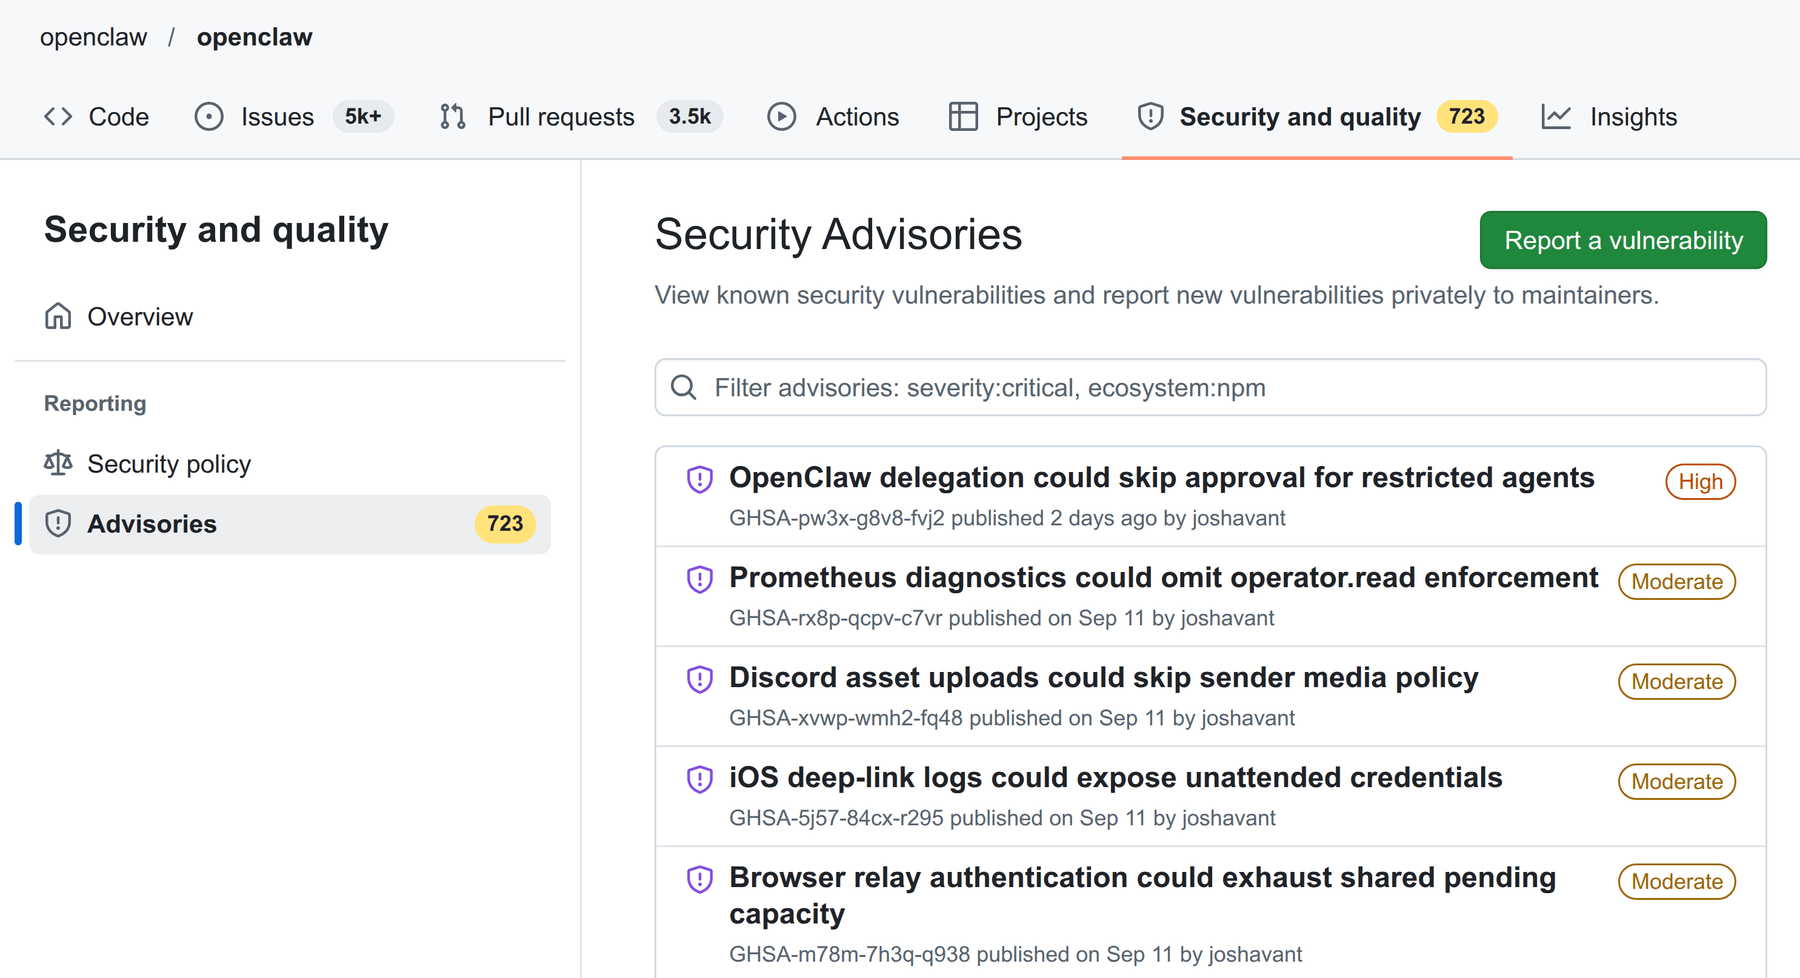 openclaw / openclaw
Code Issues 5k+ Pull requests 3.5k Actions Projects Security and quality 723 Insights
Security and quality
Overview
Reporting
Security policy
Advisories 723
Security Advisories
Report a vulnerability
View known security vulnerabilities and report new vulnerabilities privately to maintainers.
Filter advisories: severity:critical, ecosystem:npm
OpenClaw delegation could skip approval for restricted agents High
GHSA-pw3x-g8v8-fvj2 published 2 days ago by joshavant
Prometheus diagnostics could omit operator.read enforcement Moderate
GHSA-rx8p-qcpv-c7vr published on Sep 11 by joshavant
Discord asset uploads could skip sender media policy Moderate
GHSA-xvwp-wmh2-fq48 published on Sep 11 by joshavant
iOS deep-link logs could expose unattended credentials Moderate
GHSA-5j57-84cx-r295 published on Sep 11 by joshavant
Browser relay authentication could exhaust shared pending Moderate
capacity
GHSA-m78m-7h3q-q938 published on Sep 11 by joshavant